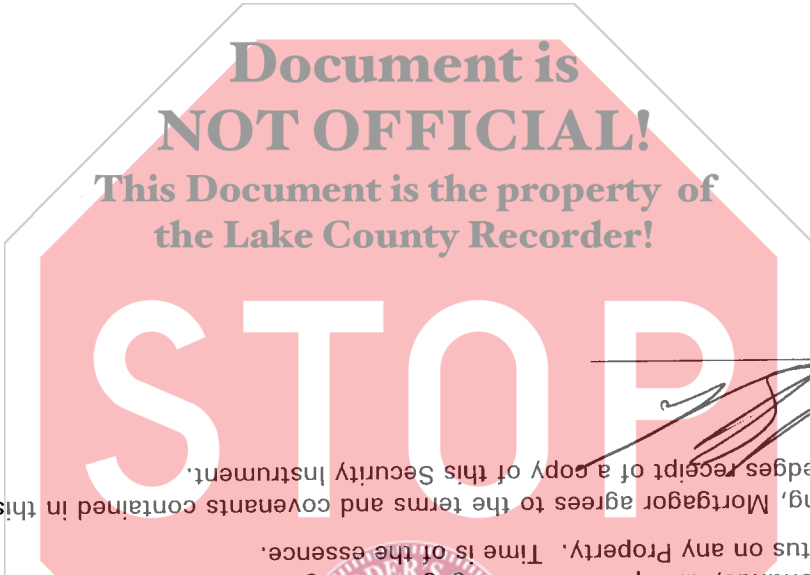 Document is
NOT OFFICIAL!
This Document is the property of
the Lake County Recorder!
STOP
tus on any Property. Time is of the essence.
ng, Mortgagor agrees to the terms and covenants contained in this
edges receipt of a copy of this Security Instrument.